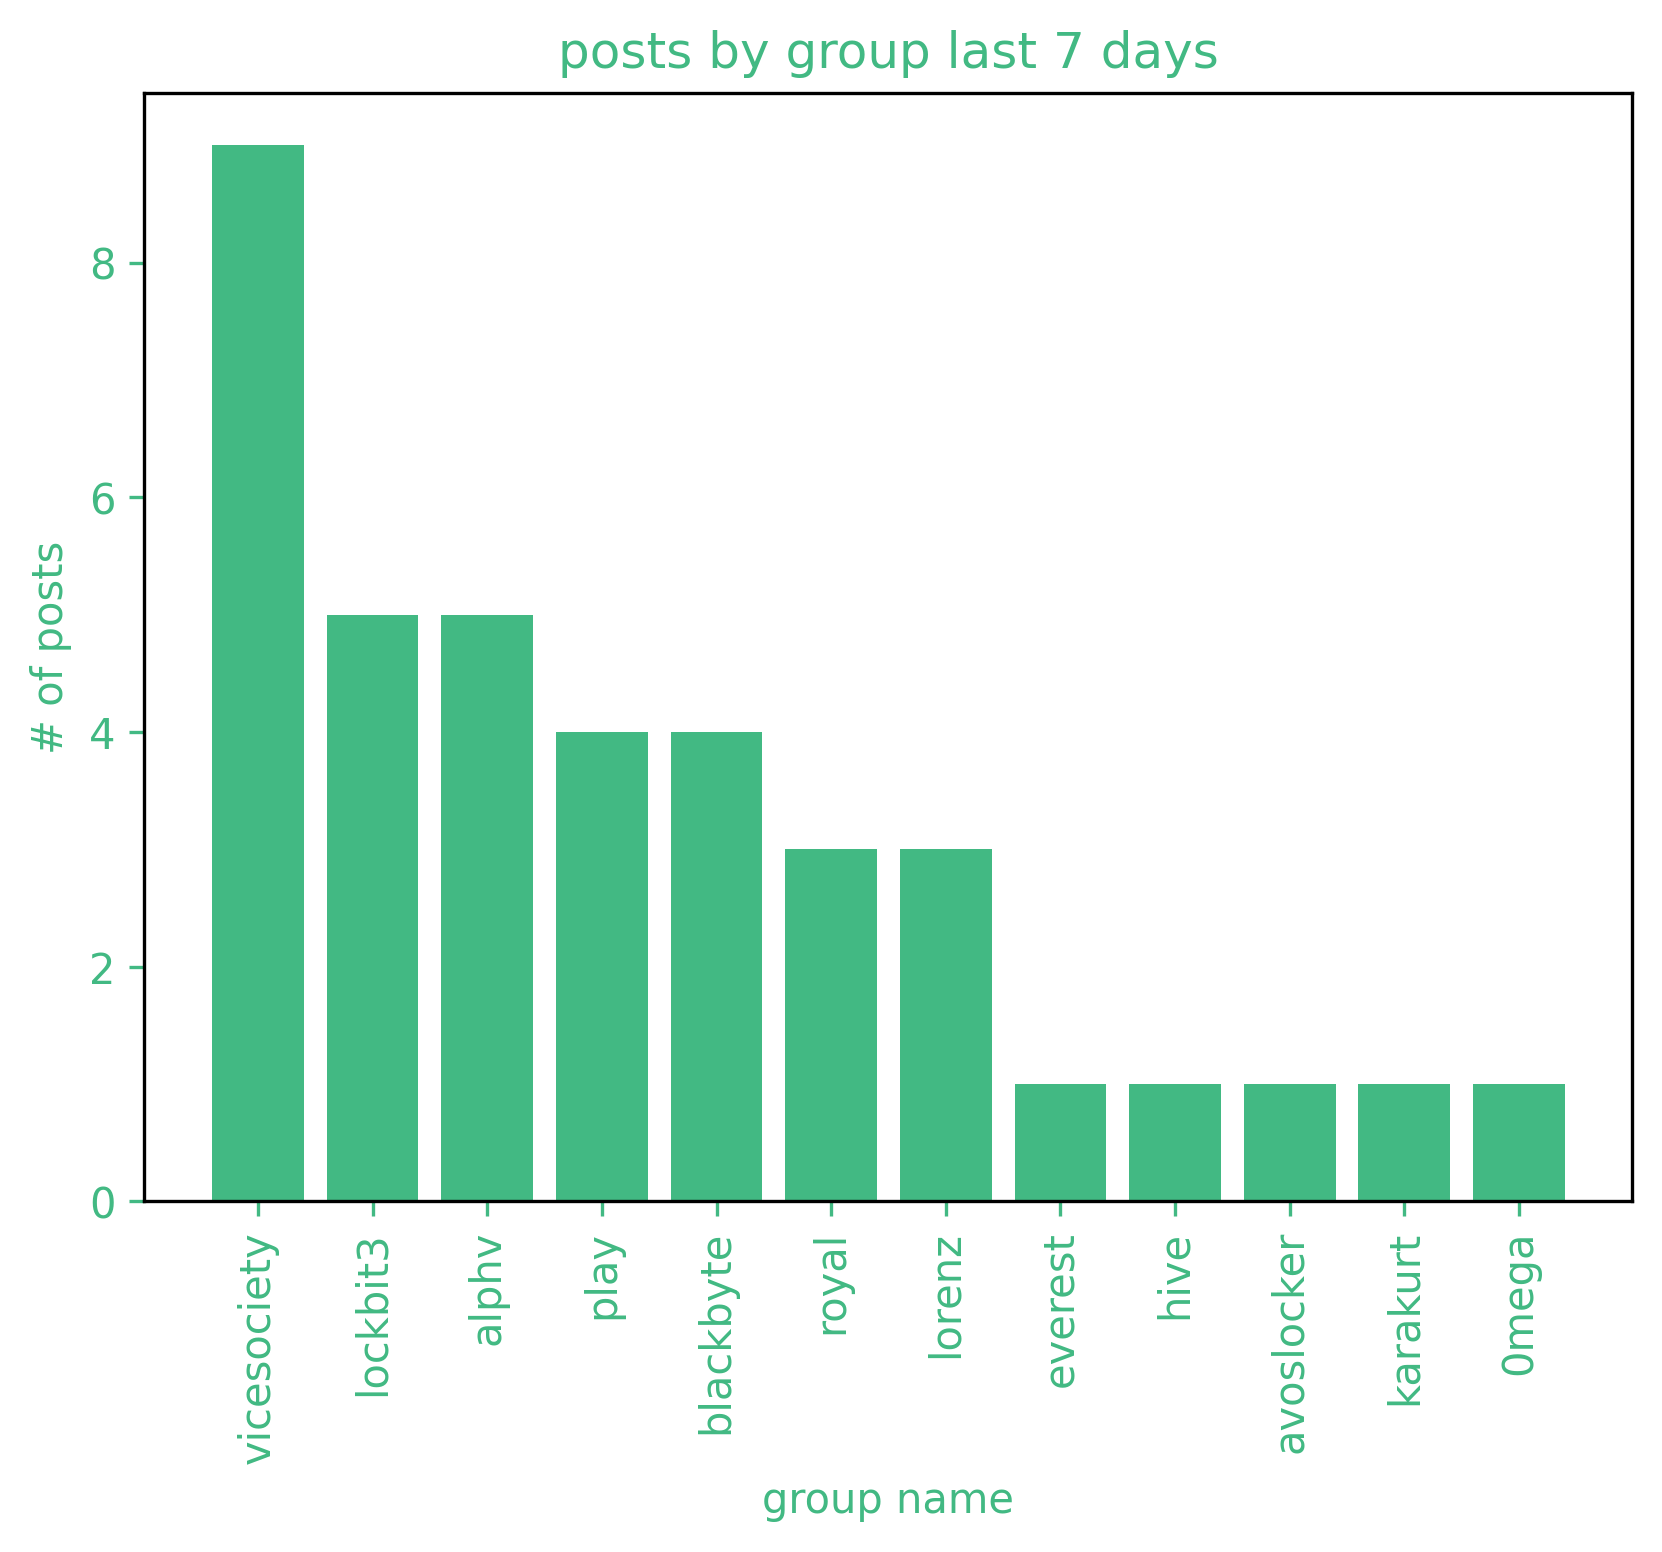 posts by group last 7 days
# of posts
8
6
4
2
0
vicesociety
lockbit3
alphv
play
blackbyte
royal
lorenz
everest
hive
avoslocker
karakurt
0mega
group name